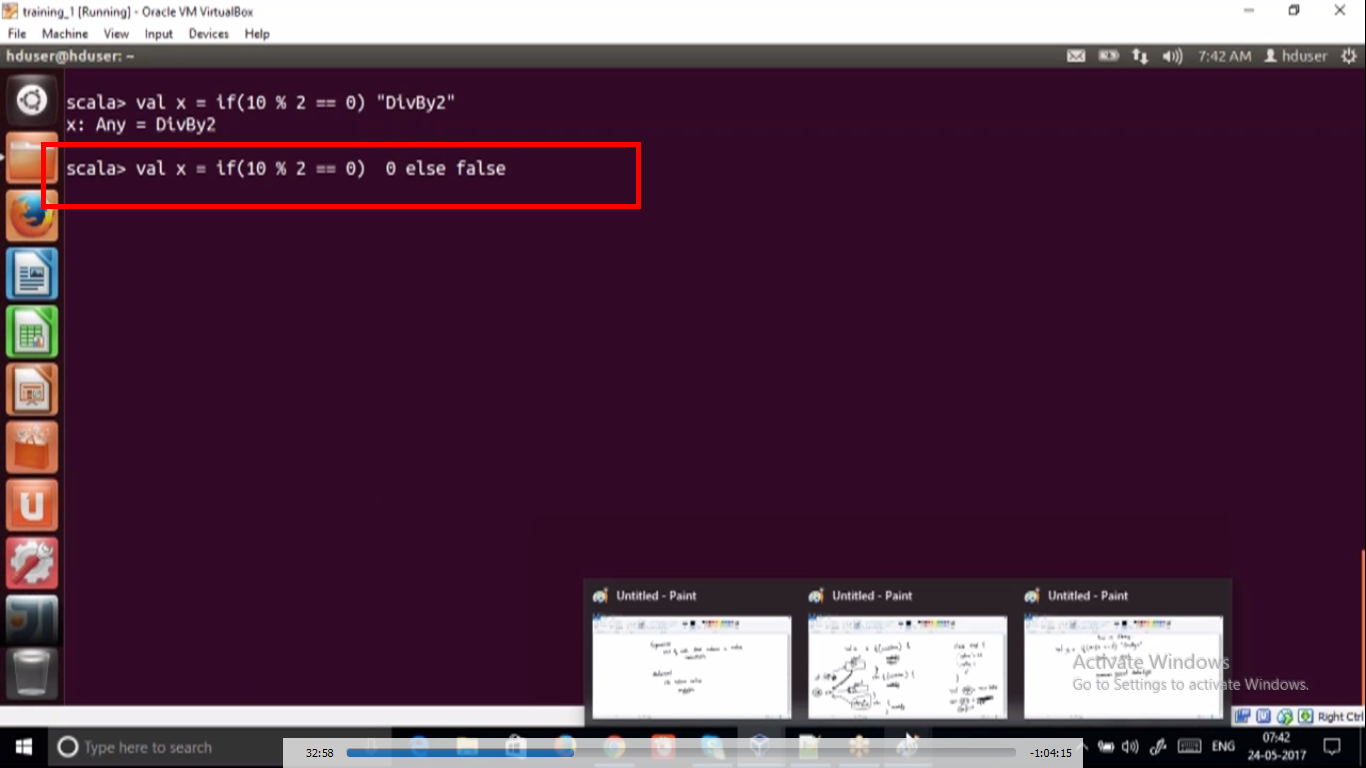 training_1 [Running] - Oracle VM VirtualBox
File Machine View Input Devices Help
hduser@hduser: ~
7:42 AM hduser
scala> val x = if(10 % 2 == 0) "DivBy2"
x: Any = DivBy2
scala> val x = if(10 % 2 == 0)  0 else false
Untitled - Paint
Untitled - Paint
Untitled - Paint
Activate Windows
Go to Settings to activate Windows.
Right Ctrl
Type here to search
32:58
-1:04:15
ENG
07:42
24-05-2017